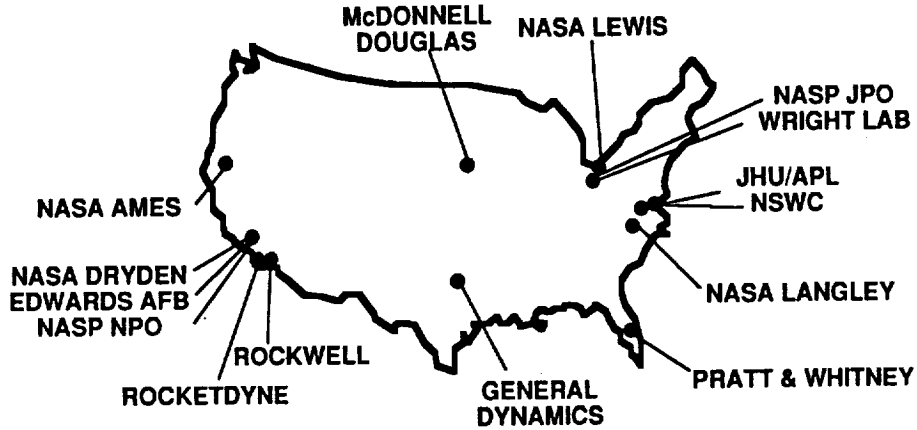 McDONNELL
DOUGLAS
NASA LEWIS
NASP JPO
WRIGHT LAB
JHU/APL
NSWC
NASA AMES
NASA DRYDEN
EDWARDS AFB
NASP NPO
NASA LANGLEY
ROCKWELL
ROCKETDYNE
PRATT & WHITNEY
GENERAL
DYNAMICS